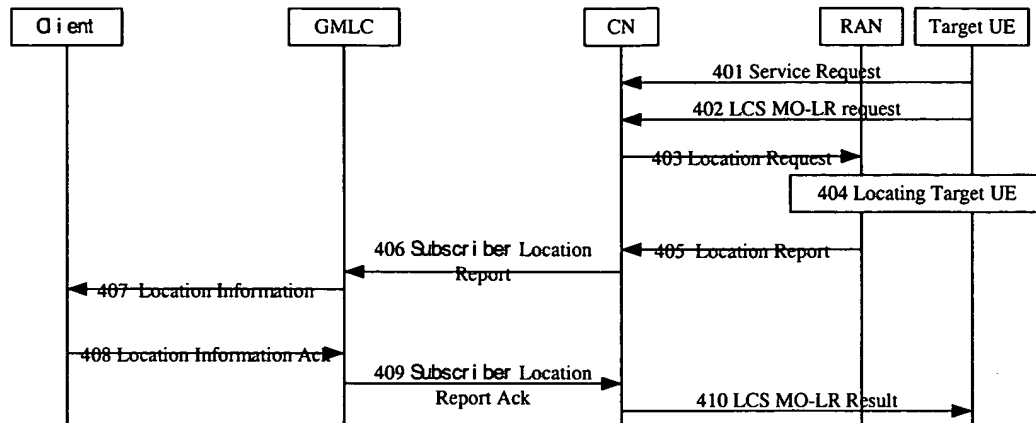 Client
GMLC
CN
RAN
Target UE
401 Service Request
402 LCS MO-LR request
403 Location Request
404 Locating Target UE
405 Location Report
406 Subscriber Location
Report
407 Location Information
408 Location Information Ack
409 Subscriber Location
Report Ack
410 LCS MO-LR Result